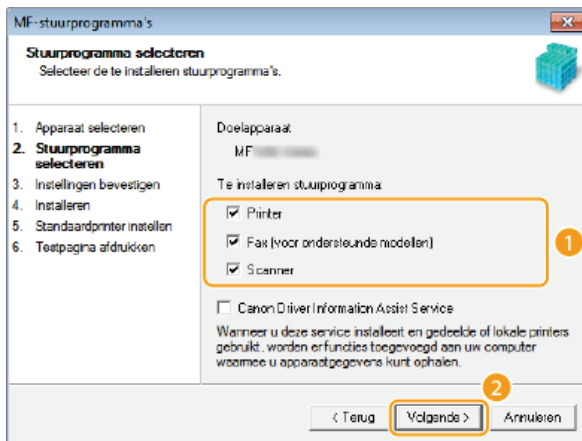 MF-stuurprogramma's
Stuurprogramma selecteren
Selecteer de te installeren stuurprogramma's.
1. Apparaat selecteren
2. Stuurprogramma
selecteren
3. Instellingen bevestigen
4. Installeren
5. Standaardprinter instellen
6. Testpagina afdrukken
Doelapparaat
MF
Te installeren stuurprogramma
Printer
Fax (voor ondersteunde modellen)
Scanner
1
Canon Driver Information Assist Service
Wanneer u deze service installeert en gedeelde of lokale printers
gebruikt, worden er functies toegevoegd aan uw computer
waarmee u apparaatgegevens kunt ophalen.
2
< Terug
Volgende >
Annuleren